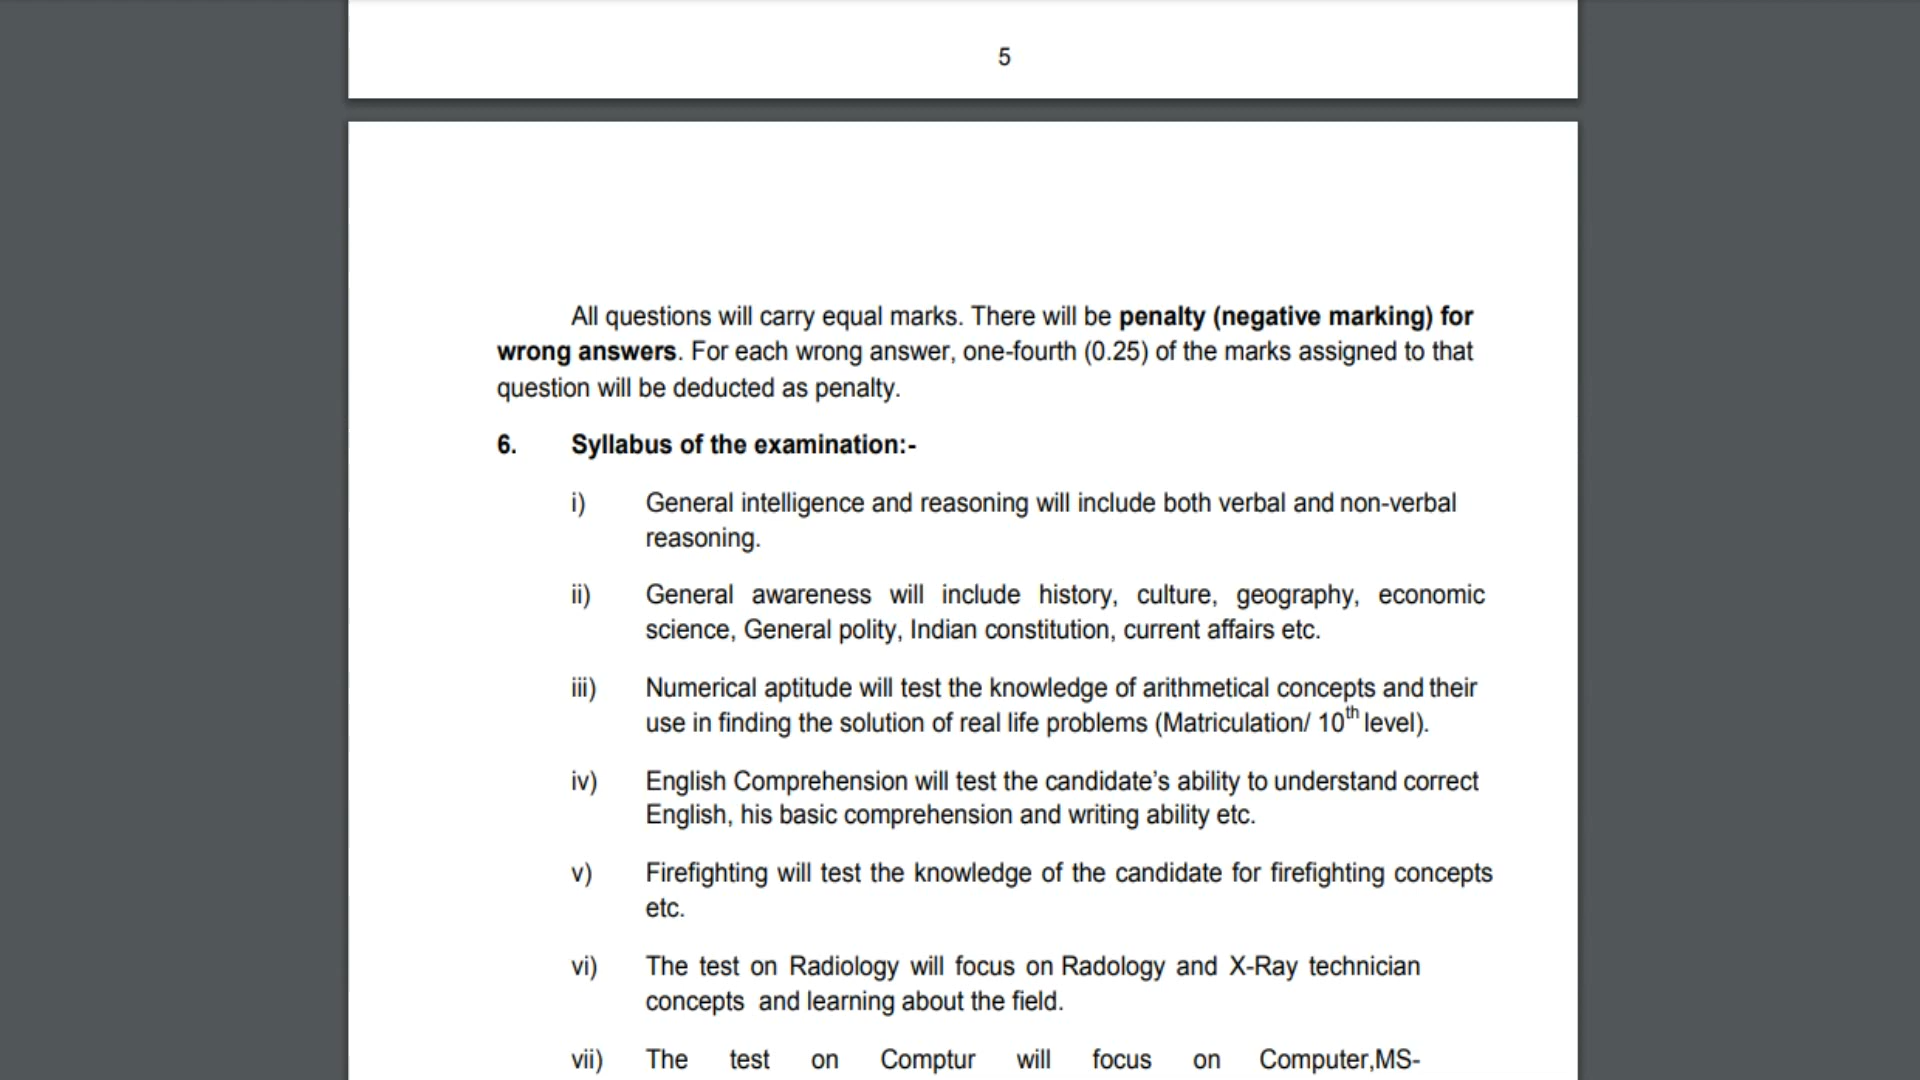 5
All questions will carry equal marks. There will be penalty (negative marking) for
wrong answers. For each wrong answer, one-fourth (0.25) of the marks assigned to that
question will be deducted as penalty.
6. Syllabus of the examination:-
i) General intelligence and reasoning will include both verbal and non-verbal
reasoning.
ii) General awareness will include history, culture, geography, economic
science, General polity, Indian constitution, current affairs etc.
iii) Numerical aptitude will test the knowledge of arithmetical concepts and their
use in finding the solution of real life problems (Matriculation/ 10th level).
iv) English Comprehension will test the candidate’s ability to understand correct
English, his basic comprehension and writing ability etc.
v) Firefighting will test the knowledge of the candidate for firefighting concepts
etc.
vi) The test on Radiology will focus on Radology and X-Ray technician
concepts and learning about the field.
vii) The test on Comptur will focus on Computer,MS-